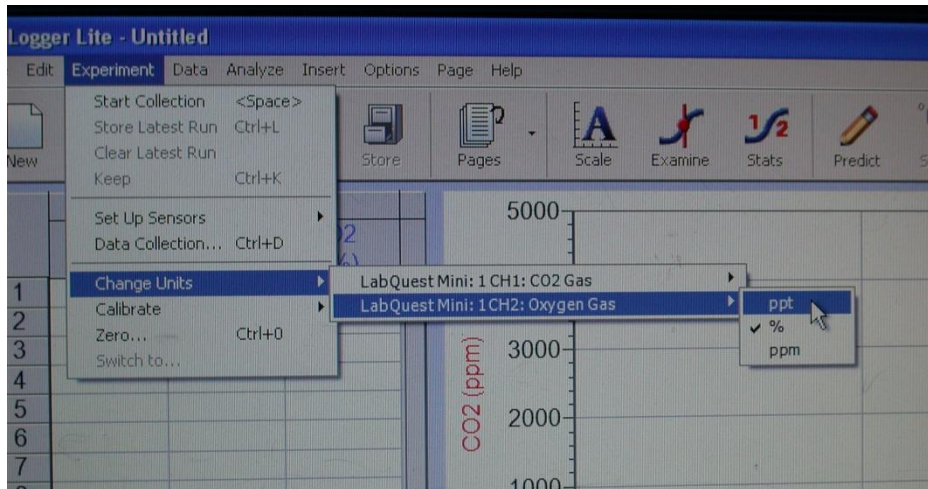 Logger Lite - Untitled
Edit Experiment Data Analyze Insert Options Page Help
New
Store
Pages
Scale
Examine
1/2
Stats
Predict
Start Collection <Space>
Store Latest Run Ctrl+L
Clear Latest Run
Keep Ctrl+K
Set Up Sensors
Data Collection... Ctrl+D
Change Units
Calibrate
Zero... Ctrl+0
Switch to...
LabQuest Mini: 1 CH1: CO2 Gas
LabQuest Mini: 1 CH2: Oxygen Gas
ppt
%
ppm
1
2
3
4
5
6
7
5000
3000
2000
1000
CO2 (ppm)